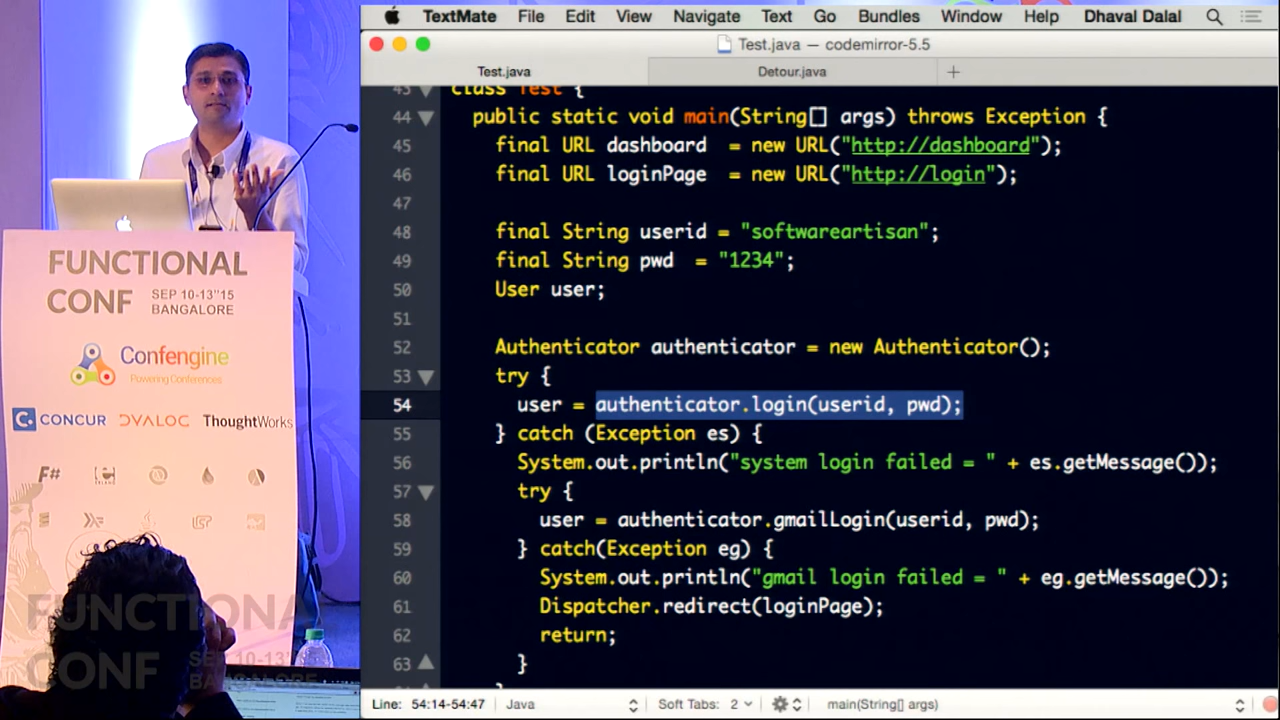 FUNCTIONAL
CONF SEP 10-13"15
BANGALORE
Confengine
Powering Conferences
C CONCUR DYALOC ThoughtWorks
F#
FUNCTIONA
CONF
BANGALORE
TextMate File Edit View Navigate Text Go Bundles Window Help Dhaval Dalal
Test.java — codemirror-5.5
Test.java Detour.java +
43 class Test {
44 public static void main(String[] args) throws Exception {
45 final URL dashboard = new URL("http://dashboard");
46 final URL loginPage = new URL("http://login");
47
48 final String userid = "softwareartisan";
49 final String pwd = "1234";
50 User user;
51
52 Authenticator authenticator = new Authenticator();
53 try {
54 user = authenticator.login(userid, pwd);
55 } catch (Exception es) {
56 System.out.println("system login failed = " + es.getMessage());
57 try {
58 user = authenticator.gmailLogin(userid, pwd);
59 } catch(Exception eg) {
60 System.out.println("gmail login failed = " + eg.getMessage());
61 Dispatcher.redirect(loginPage);
62 return;
63 }
Line: 54:14-54:47 Java Soft Tabs: 2 main(String[] args)